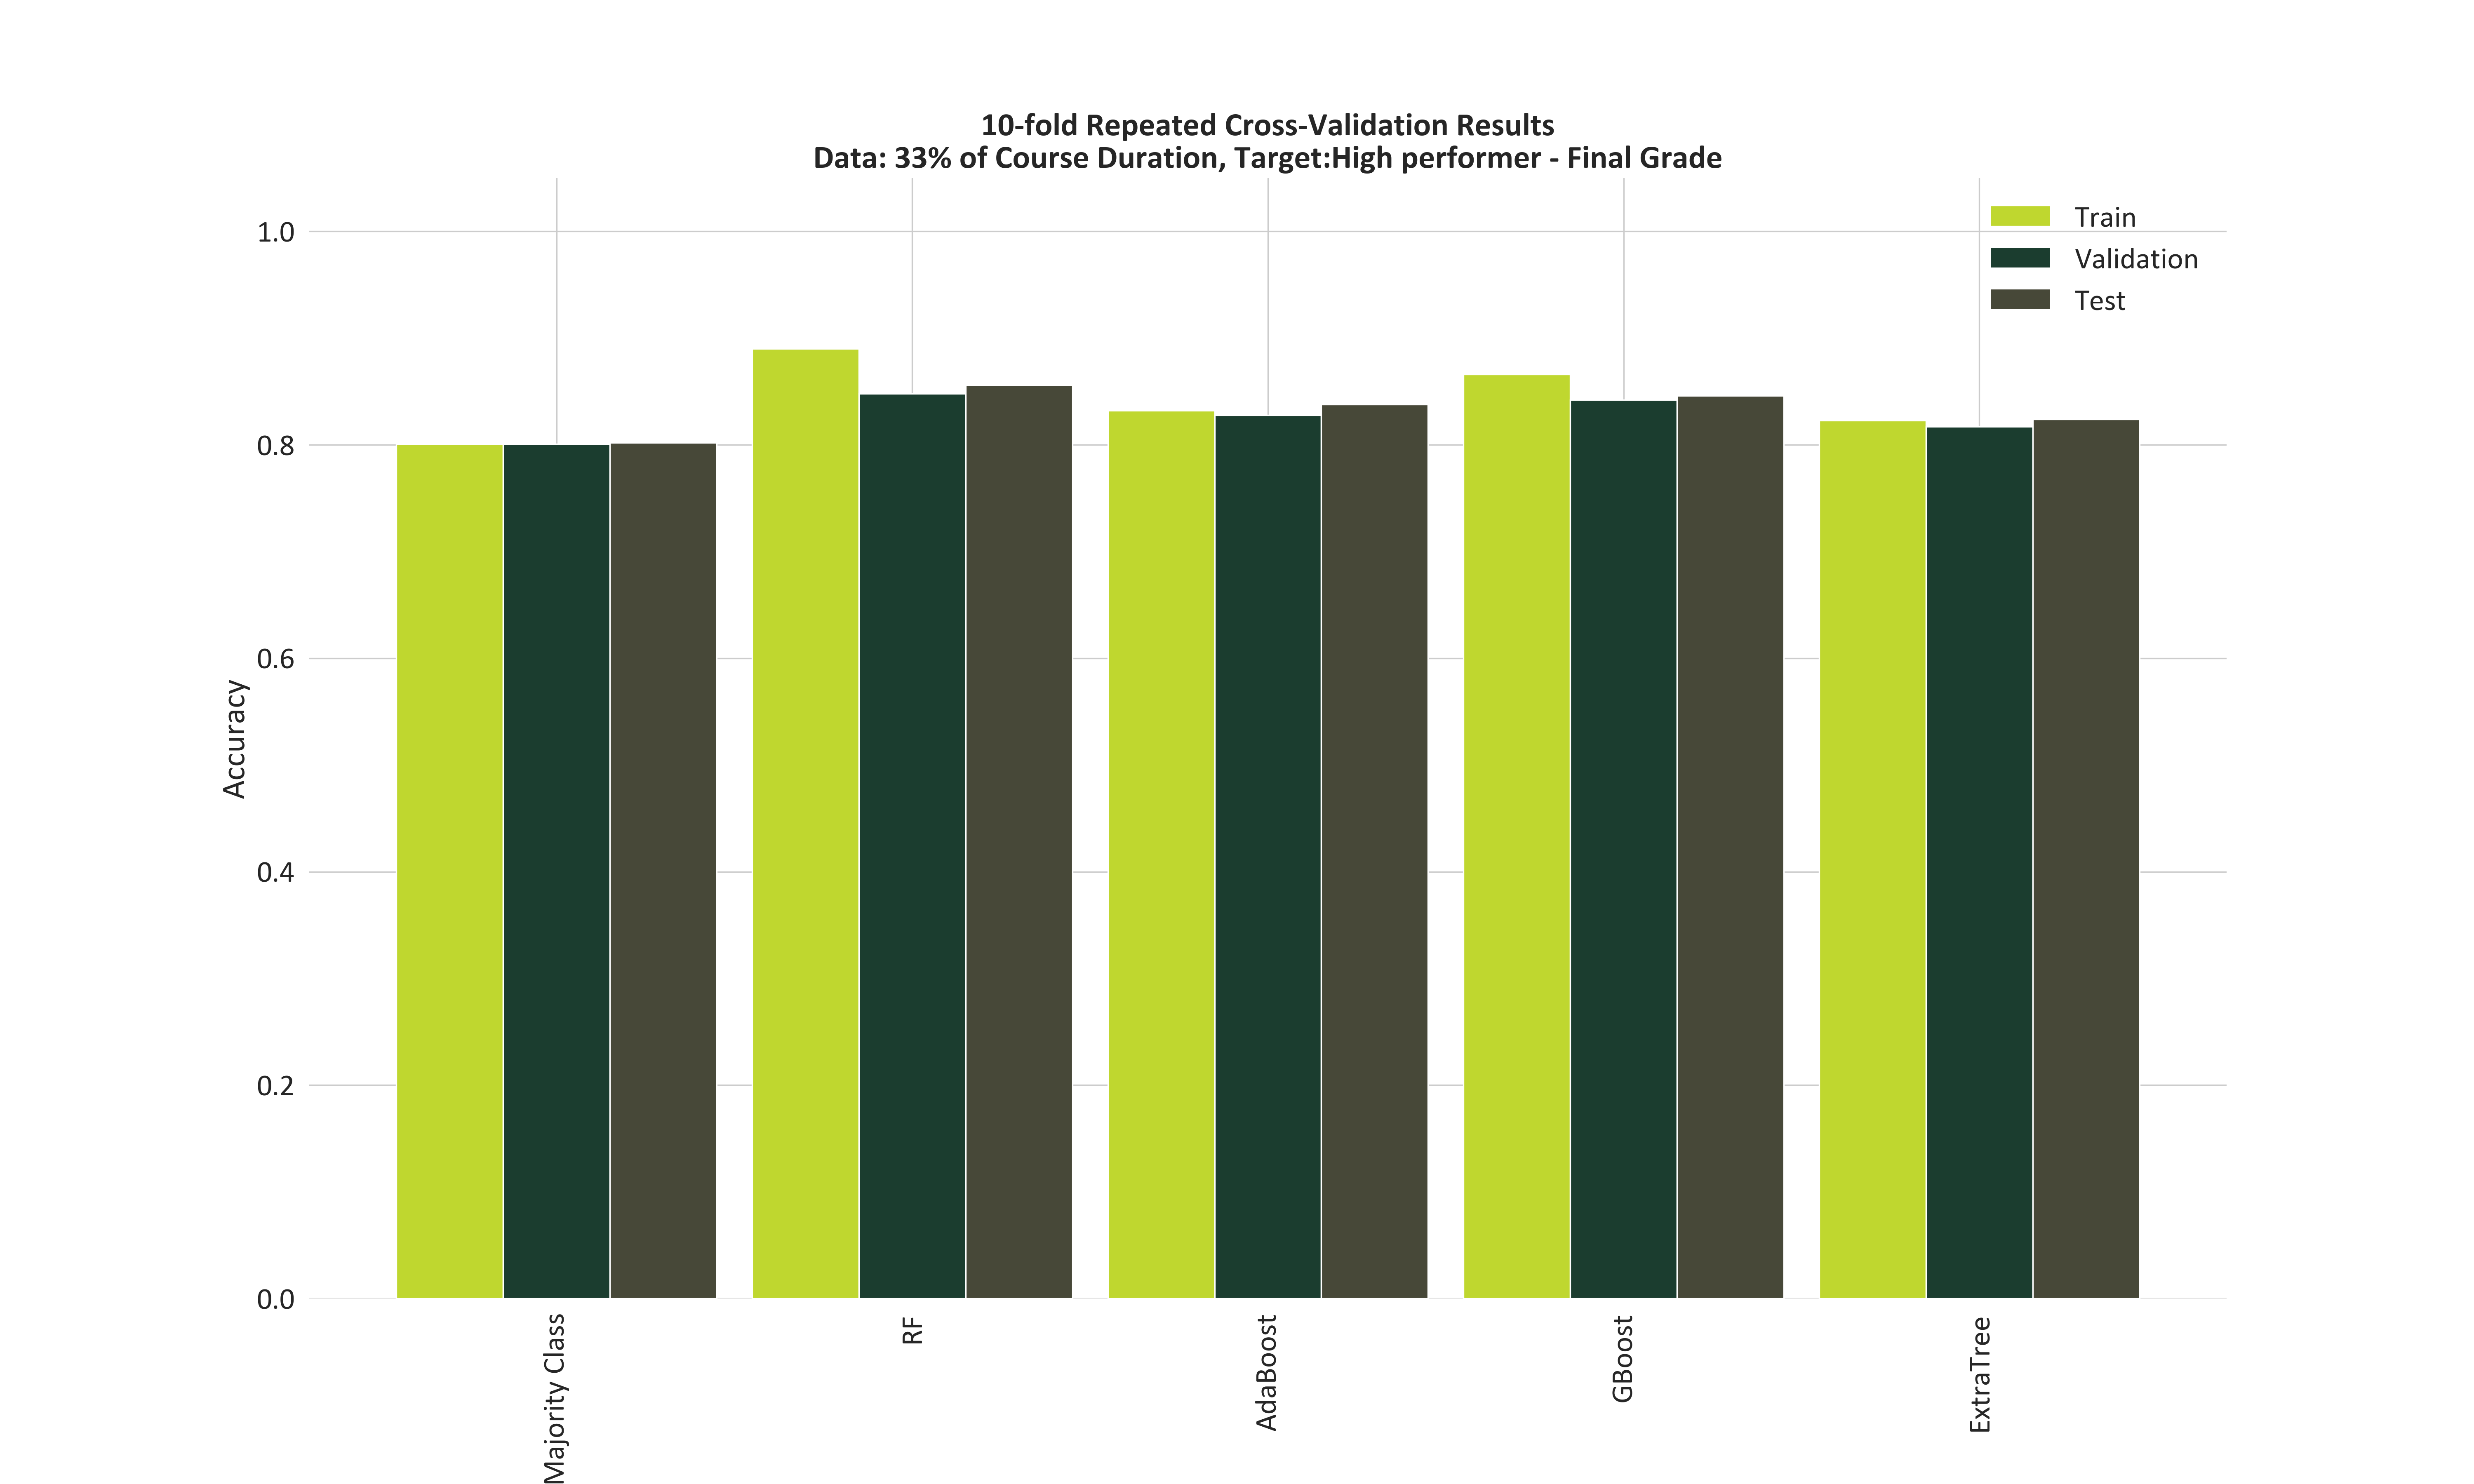 10-fold Repeated Cross-Validation Results
Data: 33% of Course Duration, Target:High performer - Final Grade
Train
Validation
Test
Accuracy
1.0
0.8
0.6
0.4
0.2
0.0
Majority Class
RF
AdaBoost
GBoost
ExtraTree